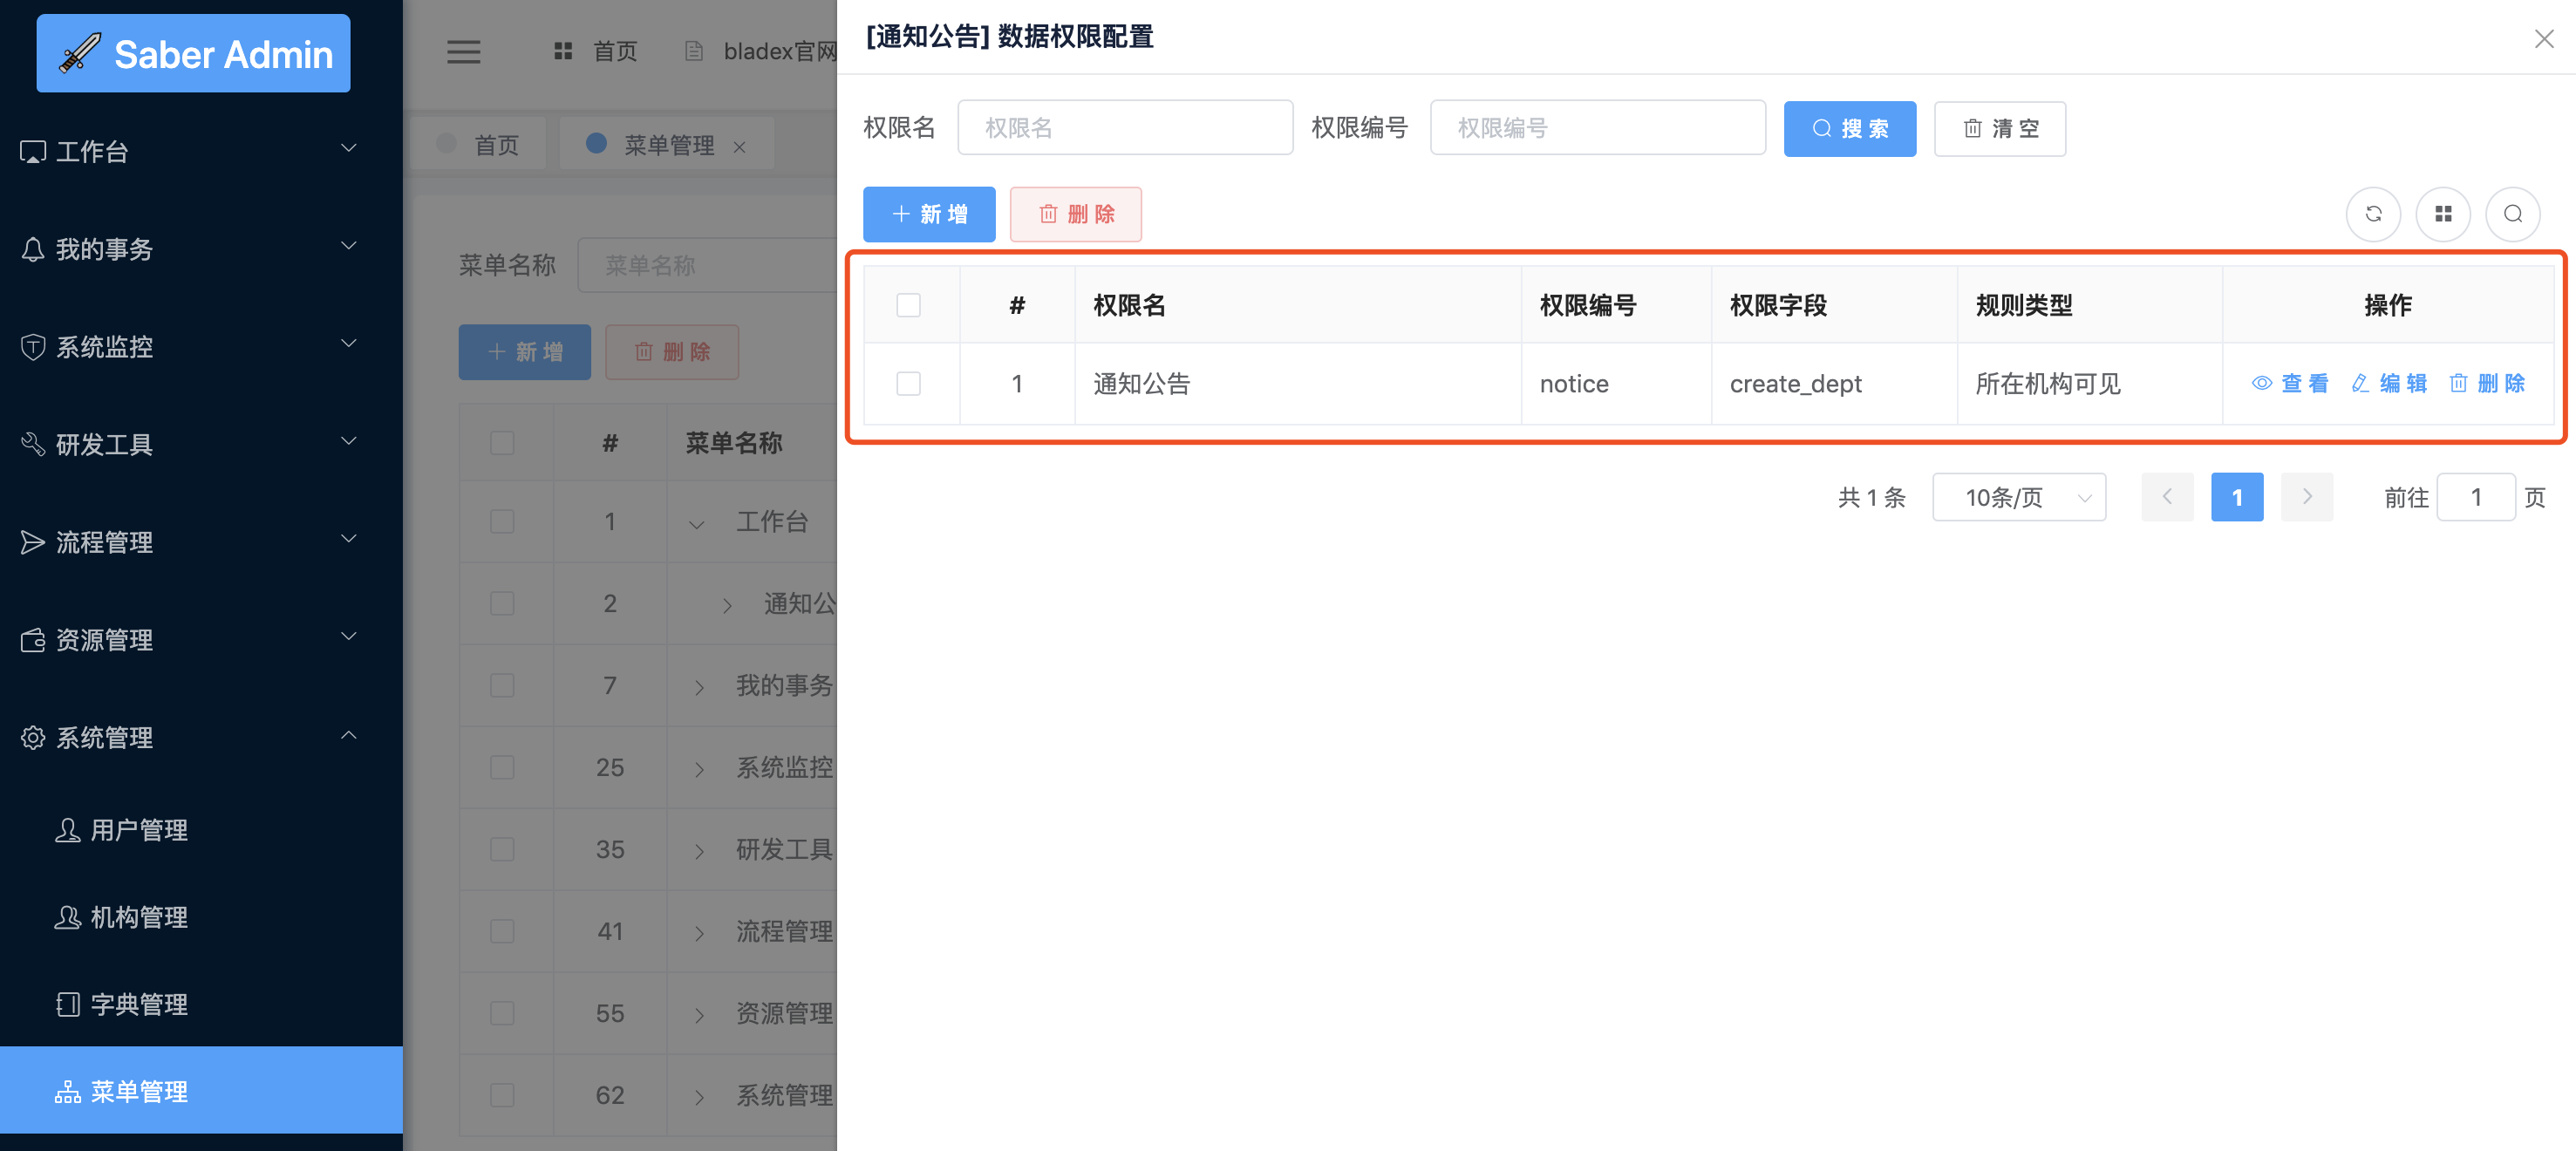 Saber Admin
工作台
我的事务
系统监控
研发工具
流程管理
资源管理
系统管理
用户管理
机构管理
字典管理
菜单管理
首页
bladex官网
首页
菜单管理
菜单名称
菜单名称
新增
删除
#
菜单名称
1
工作台
2
通知公
7
我的事务
25
系统监控
35
研发工具
41
流程管理
55
资源管理
62
系统管理
[通知公告] 数据权限配置
权限名
权限名
权限编号
权限编号
搜索
清空
新增
删除
#
权限名
权限编号
权限字段
规则类型
操作
1
通知公告
notice
create_dept
所在机构可见
查看
编辑
删除
共 1 条
10条/页
1
前往
1
页